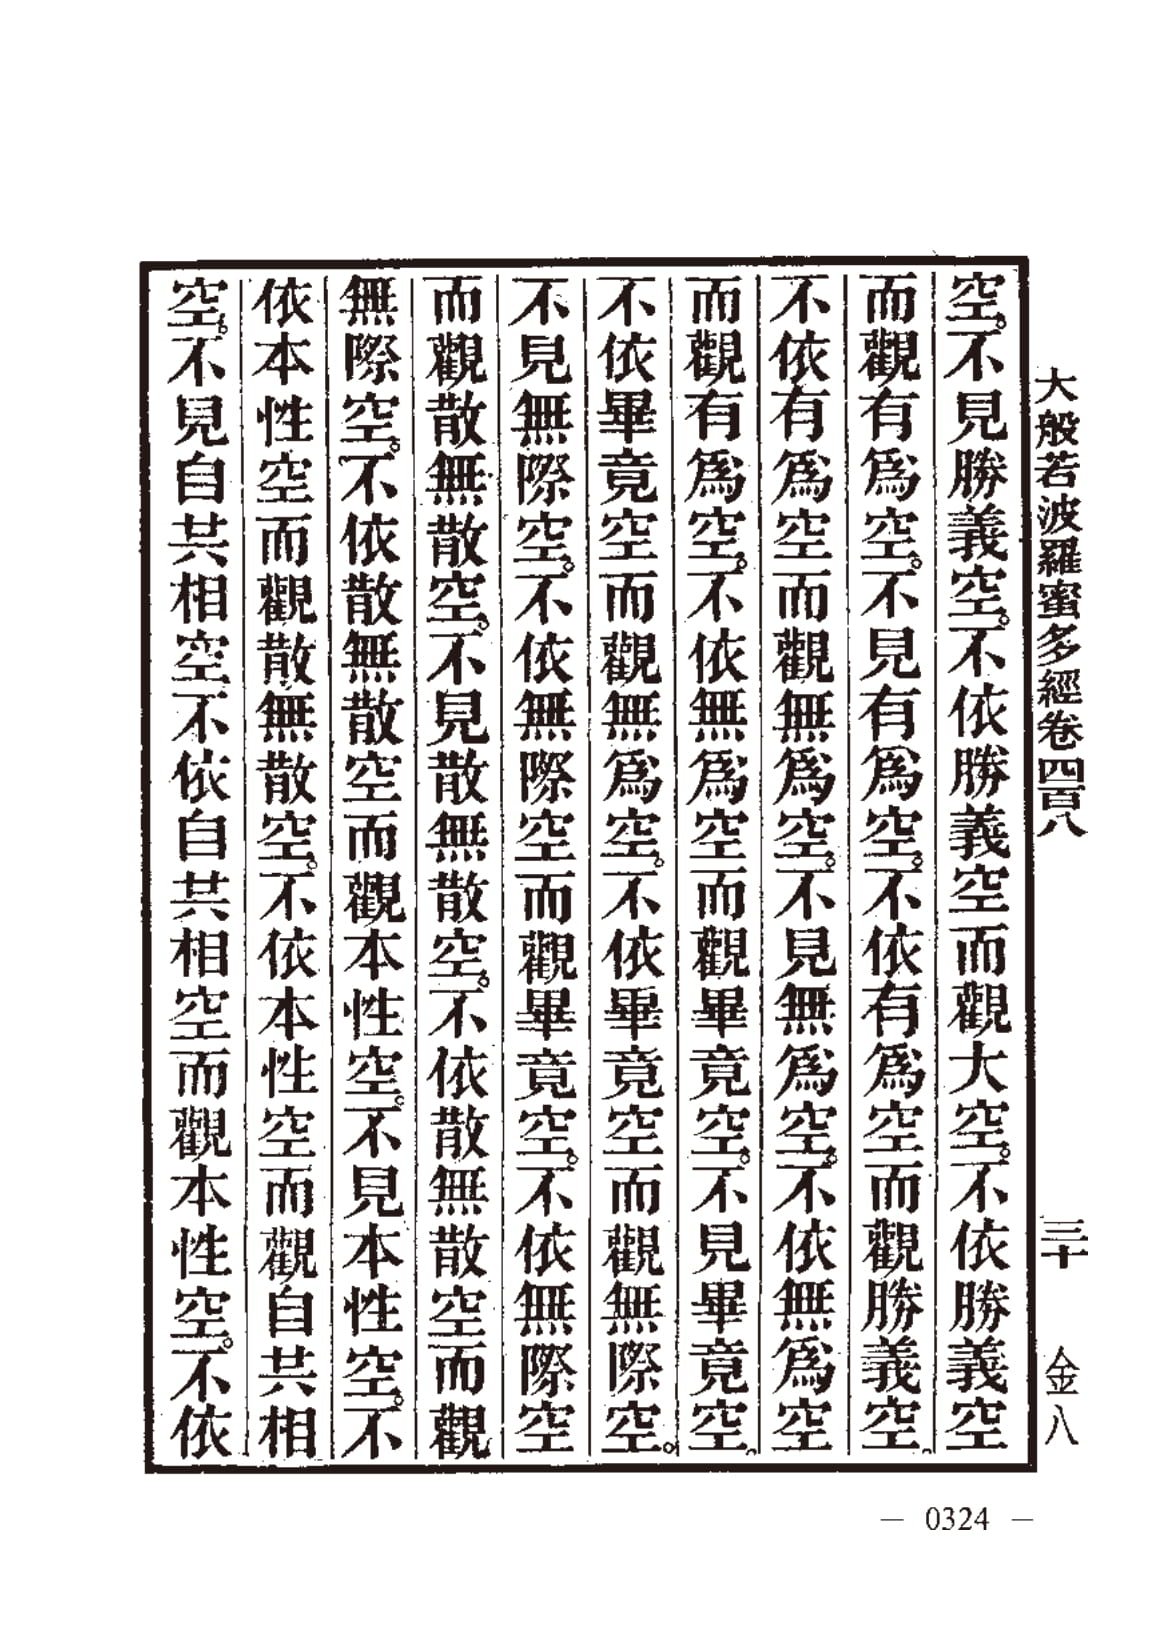 大般若波羅蜜多經卷四百八 三十 金八
空。不見勝義空。不依勝義空而觀大空。不依勝義空
而觀有爲空。不見有爲空。不依有爲空而觀勝義空。
不依有爲空而觀無爲空。不見無爲空。不依無爲空
而觀有爲空。不依無爲空而觀畢竟空。不見畢竟空。
不依畢竟空而觀無爲空。不依畢竟空而觀無際空。
不見無際空。不依無際空而觀畢竟空。不依無際空
而觀散無散空。不見散無散空。不依散無散空而觀
無際空。不依散無散空而觀本性空。不見本性空。不
依本性空而觀散無散空。不依本性空而觀自共相
空。不見自共相空不依自共相空而觀本性空。不依
— 0324 —